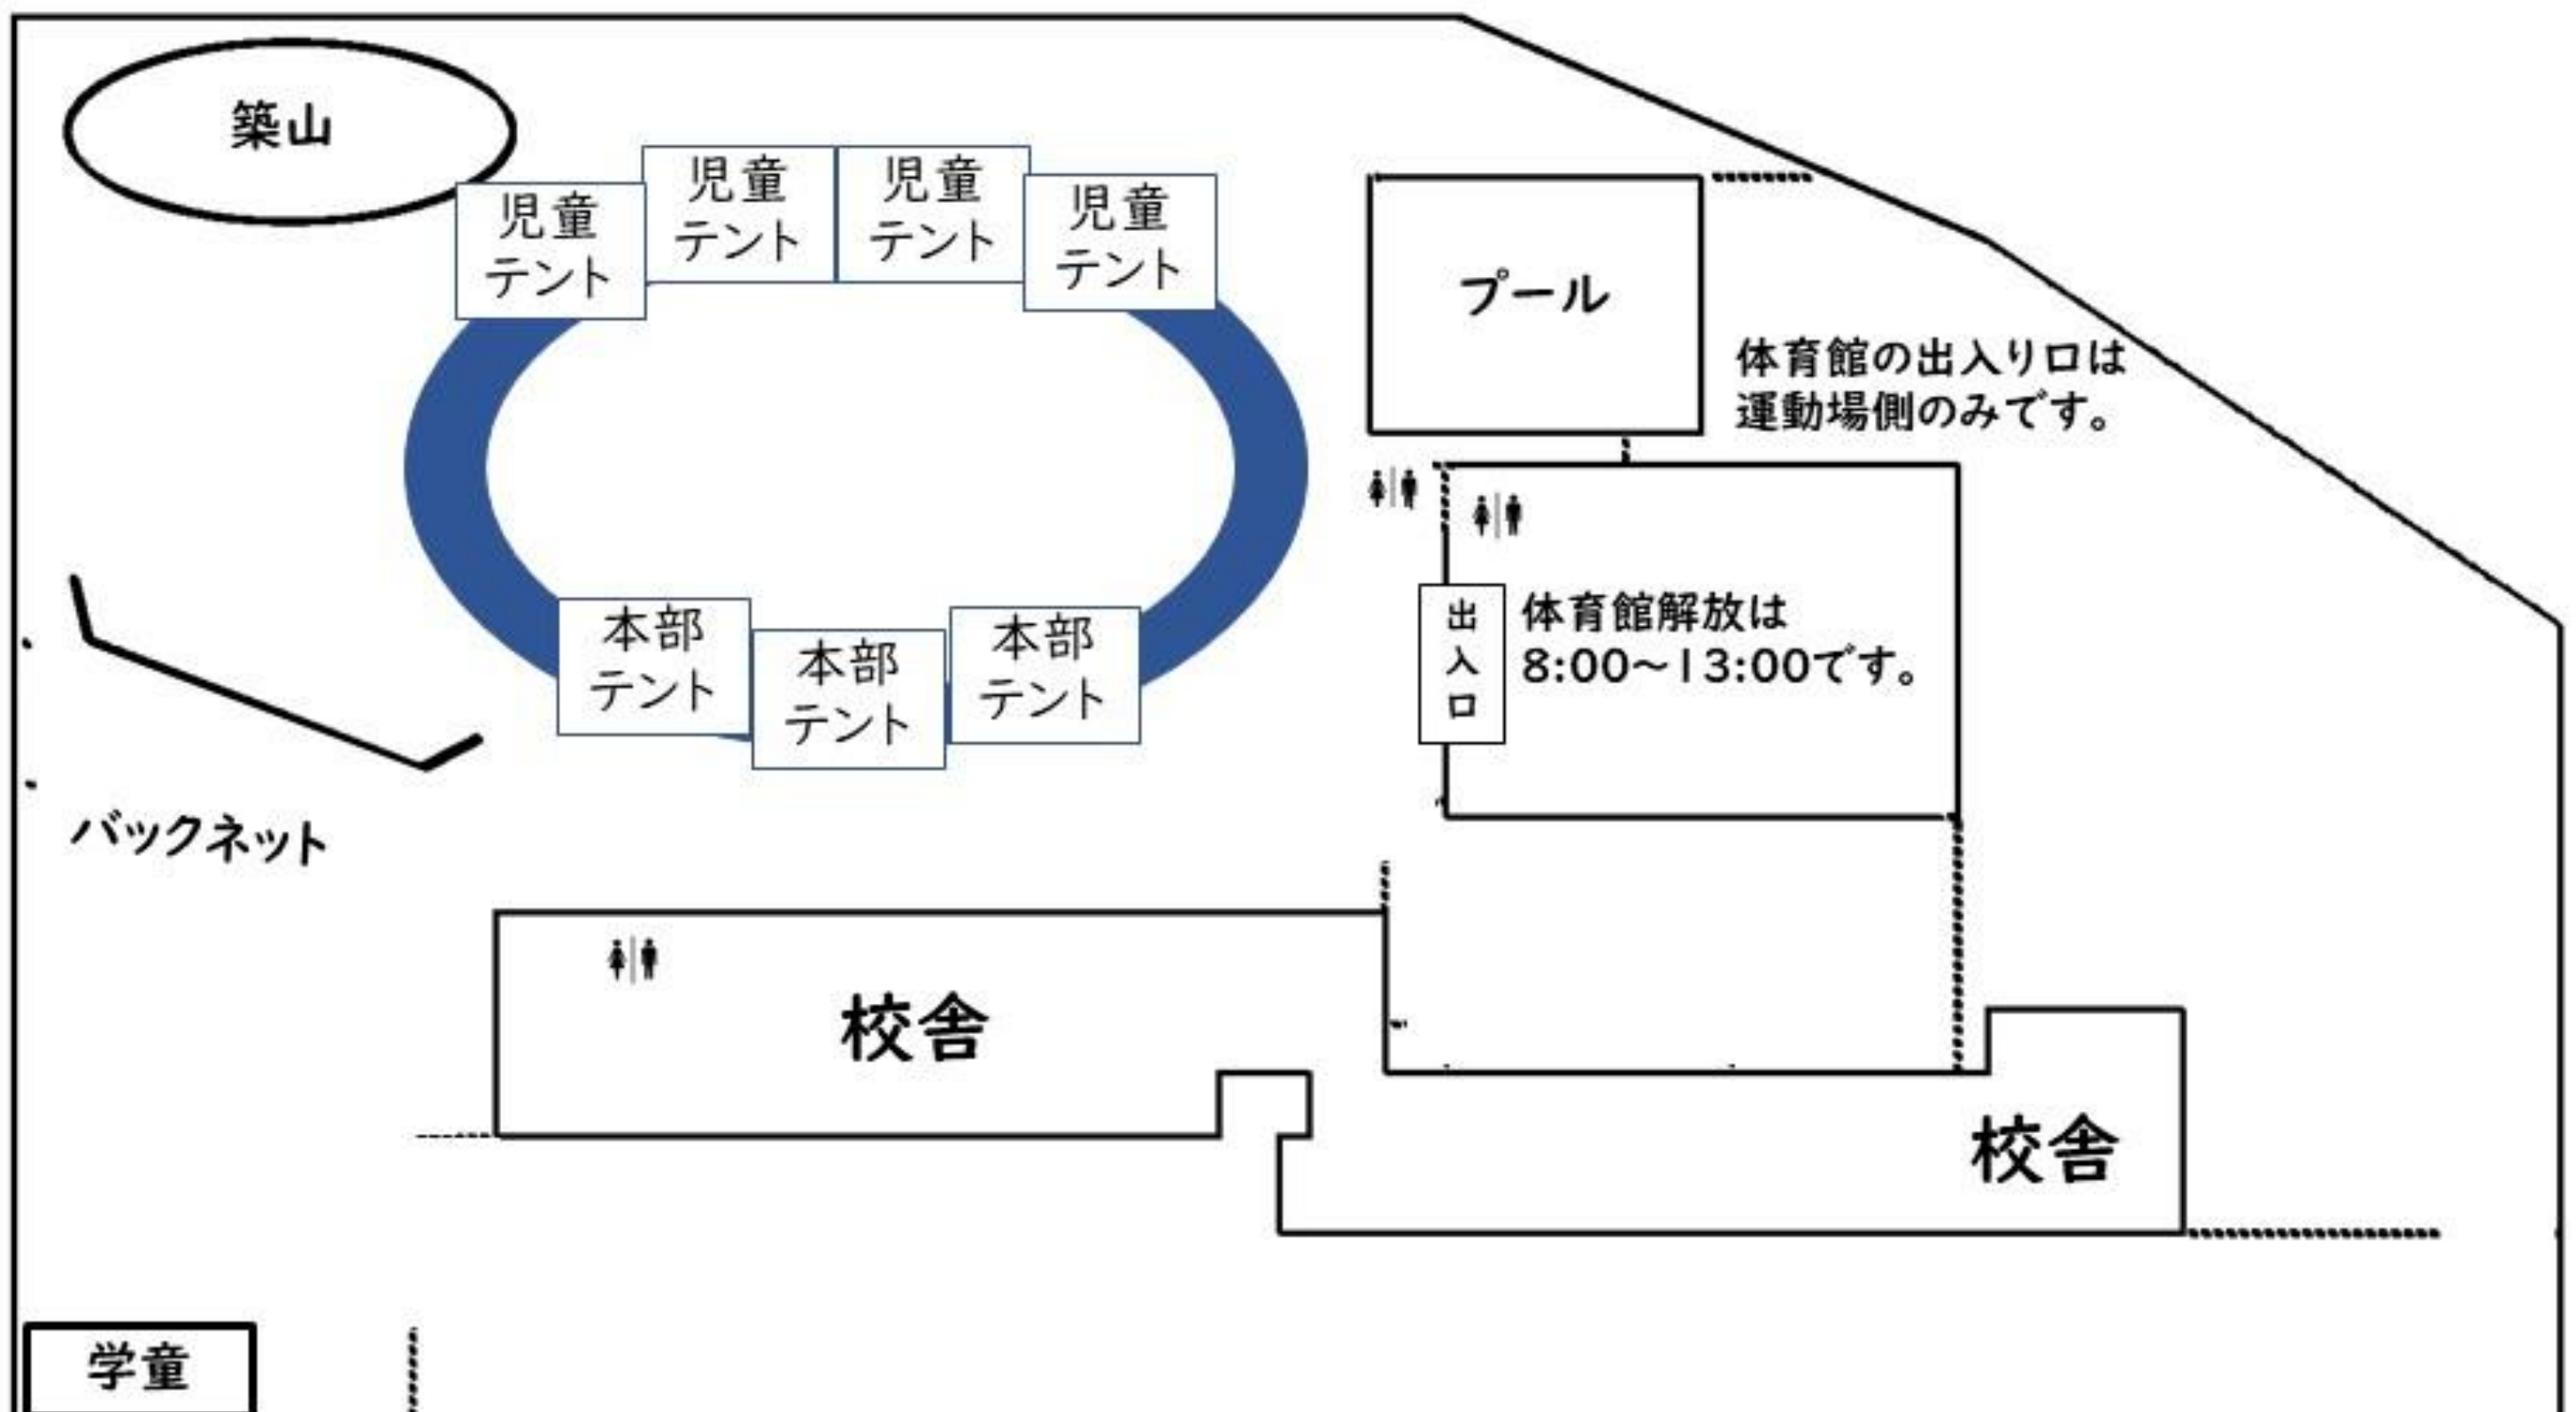 築山
児童
テント
児童
テント
児童
テント
児童
テント
プール
体育館の出入り口は
運動場側のみです。
出
入
口
体育館解放は
8:00～13:00です。
本部
テント
本部
テント
本部
テント
バックネット
校舎
校舎
学童